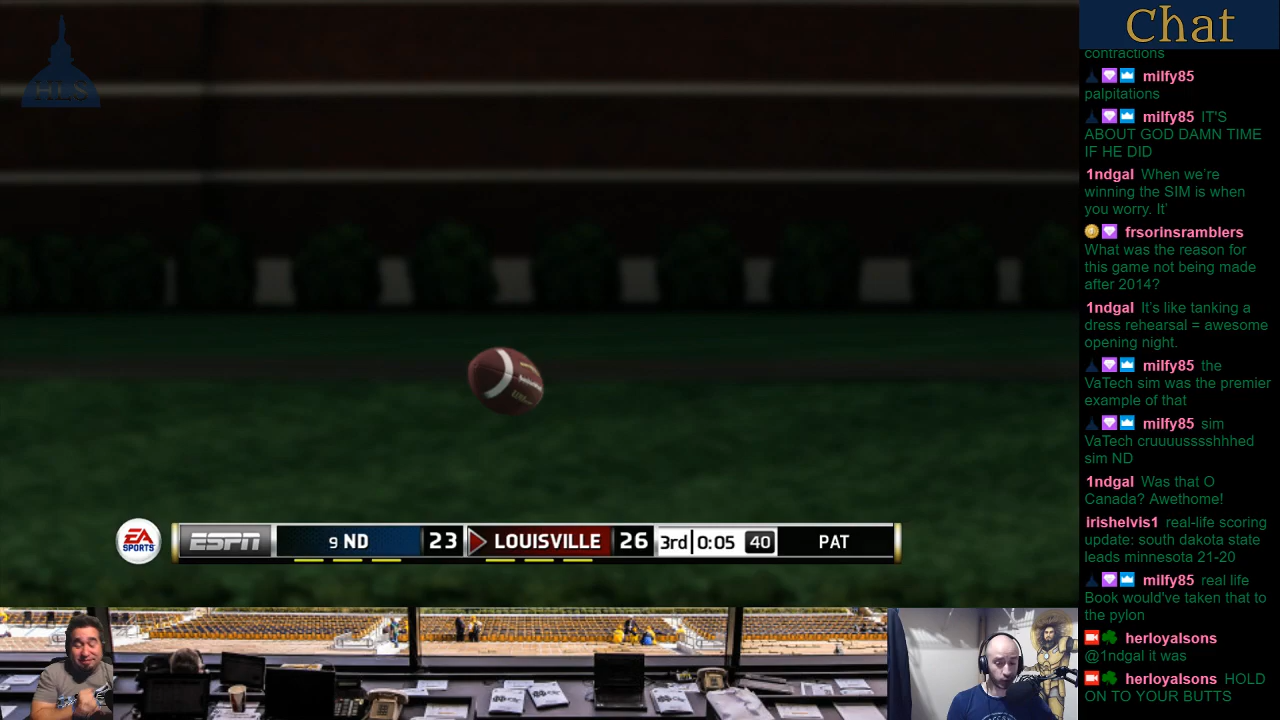 HLS
EA
SPORTS
ESPN
9 ND 23 LOUISVILLE 26 3rd 0:05 40 PAT
Chat
contractions
milfy85
palpitations
milfy85 IT'S
ABOUT GOD DAMN TIME
IF HE DID
1ndgal When we're
winning the SIM is when
you worry. It'
frsorinsramblers
What was the reason for
this game not being made
after 2014?
1ndgal It's like tanking a
dress rehearsal = awesome
opening night.
milfy85 the
VaTech sim was the premier
example of that
milfy85 sim
VaTech cruuuusssshhhed
sim ND
1ndgal Was that O
Canada? Awethome!
irishelvis1 real-life scoring
update: south dakota state
leads minnesota 21-20
milfy85 real life
Book would've taken that to
the pylon
herloyalsons
@1ndgal it was
herloyalsons HOLD
ON TO YOUR BUTTS